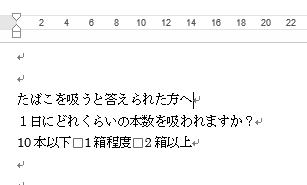 2 4 6 8 10 12 14 16 18 20 22
たばこを吸うと答えられた方へ
１日にどれくらいの本数を吸われますか？
10 本以下□1 箱程度□2 箱以上